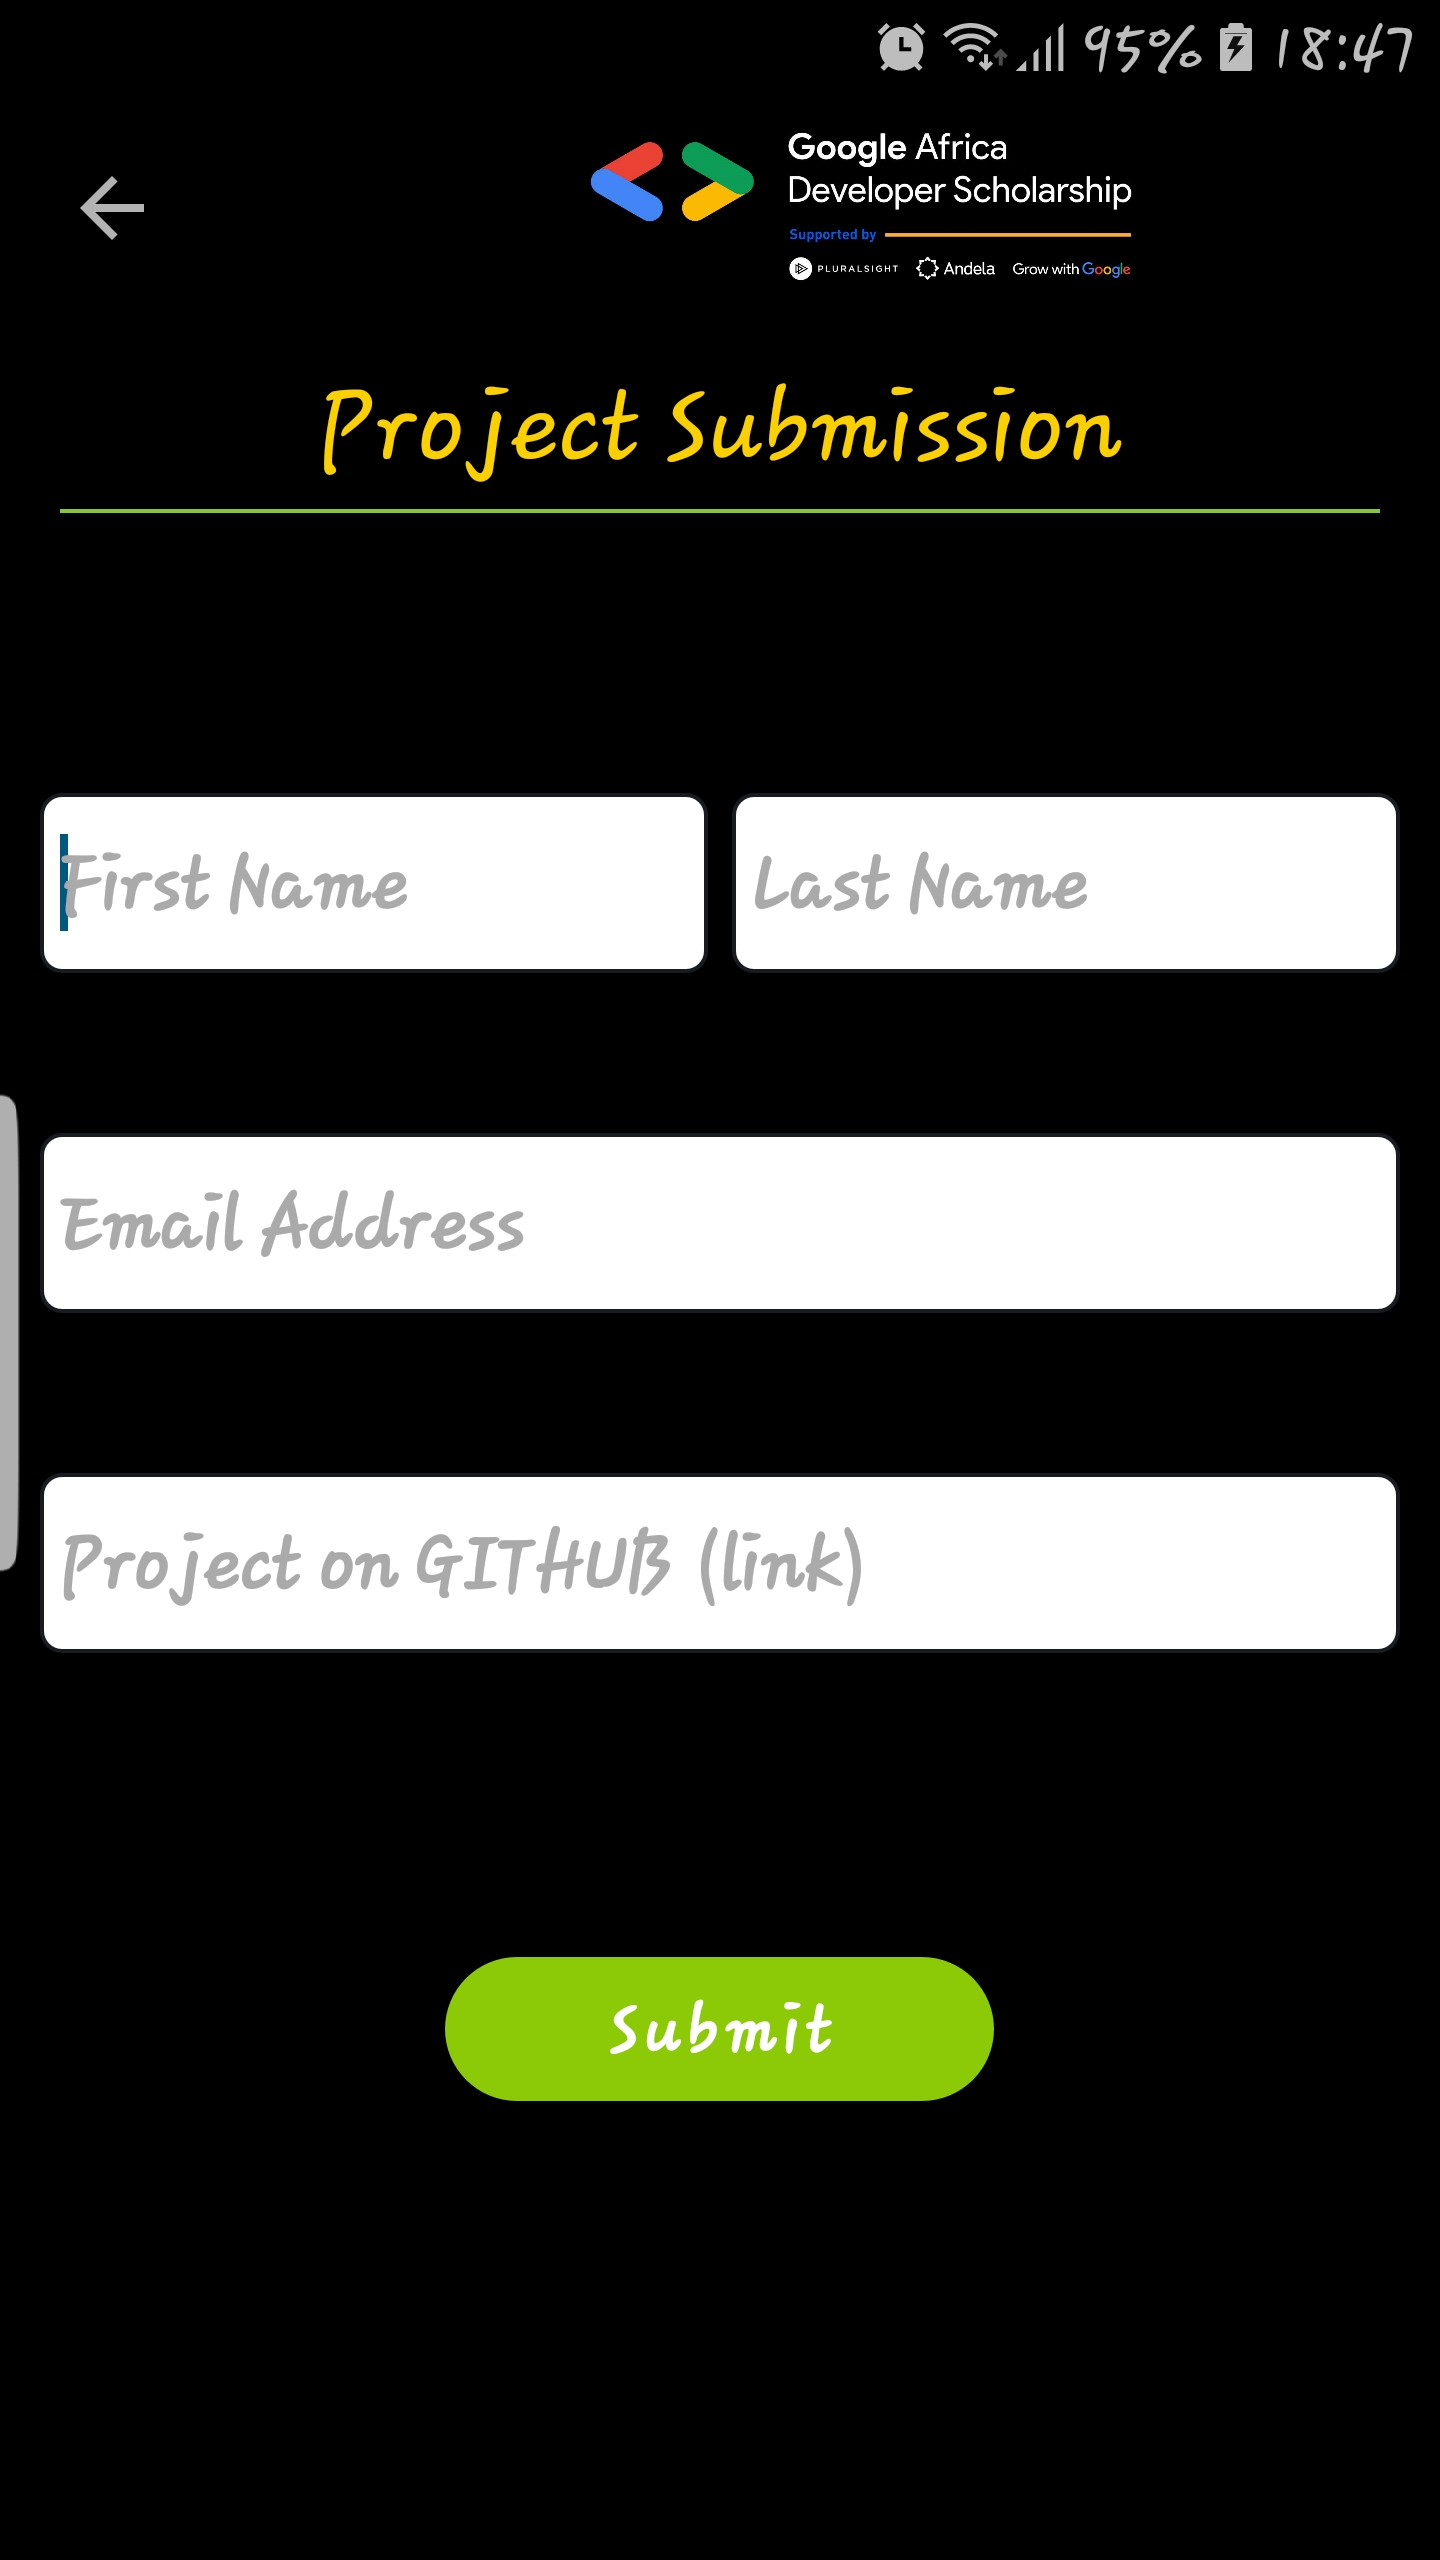 95% 18:47
Google Africa
Developer Scholarship
Supported by
PLURALSIGHT Andela Grow with Google
Project Submission
First Name Last Name
Email Address
Project on GITHUB (link)
Submit